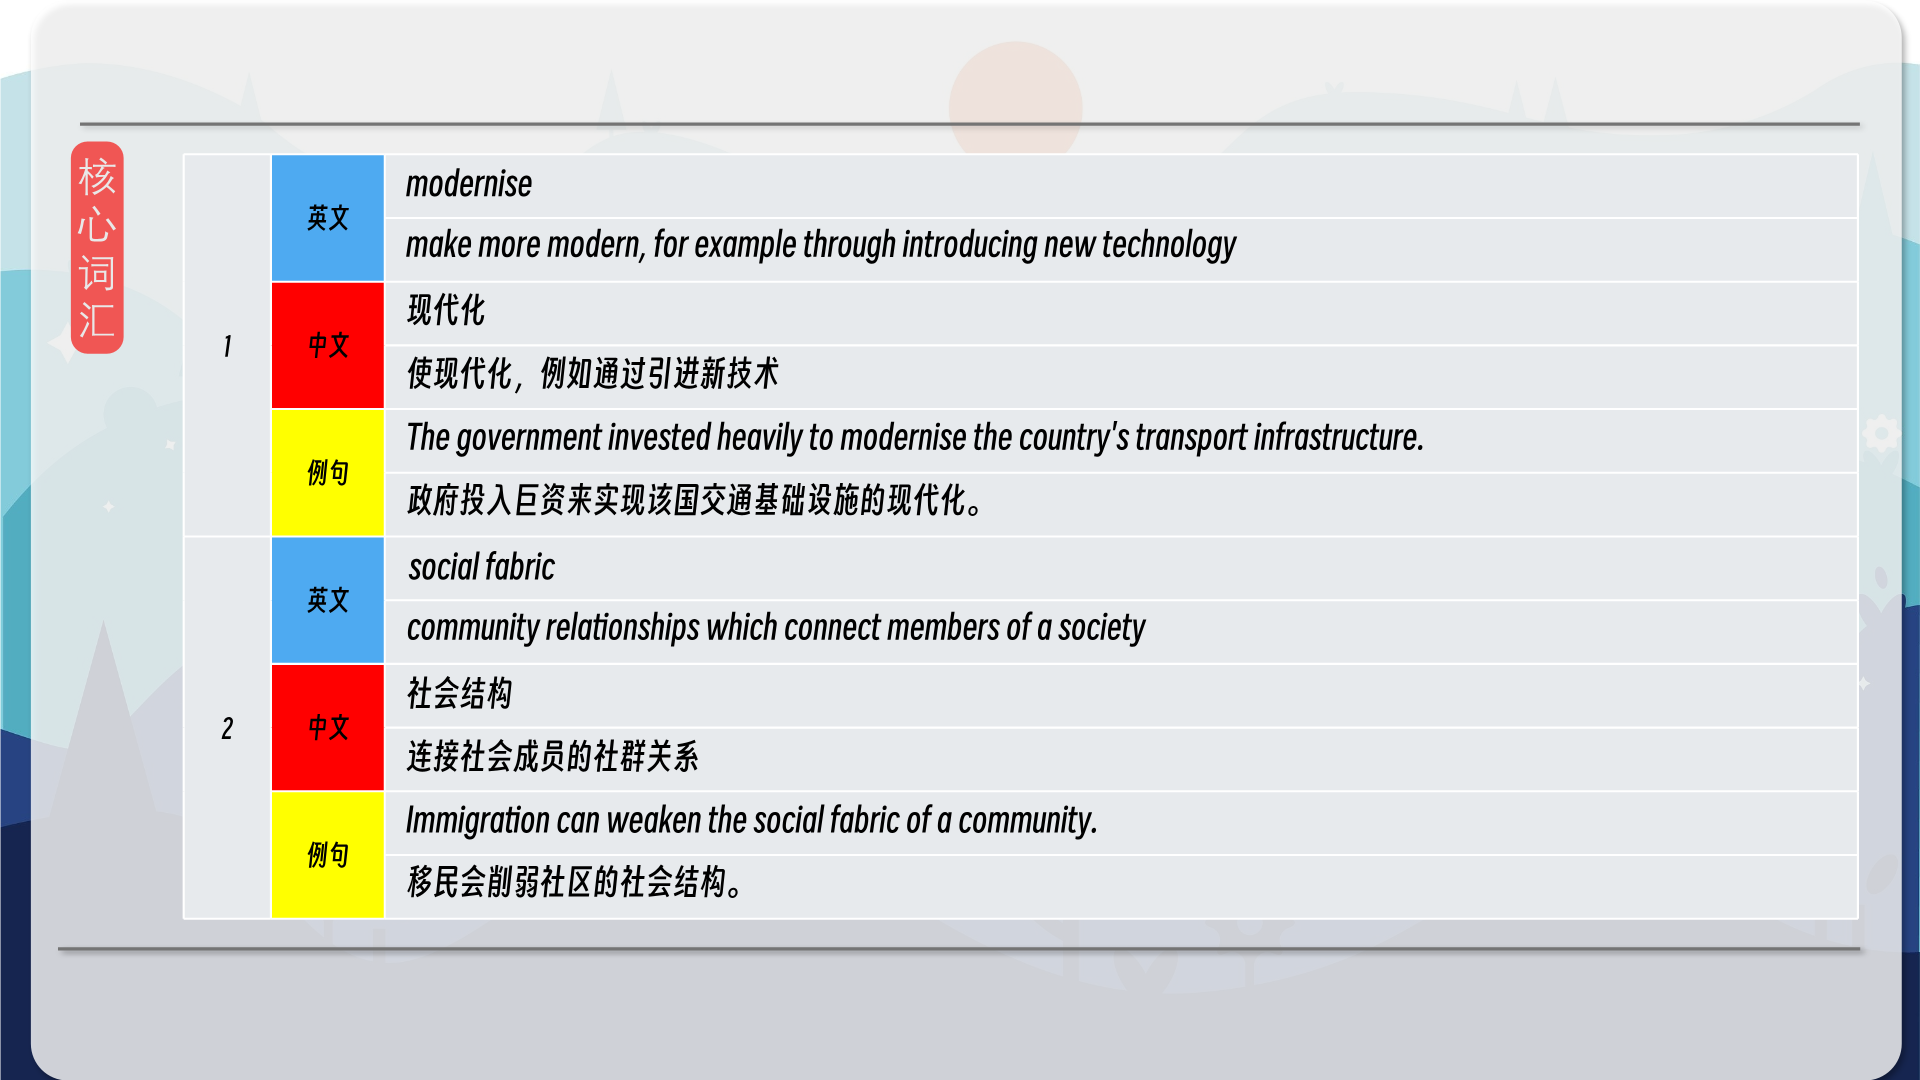 核
心
词
汇
1
英文
modernise
make more modern, for example through introducing new technology
中文
现代化
使现代化，例如通过引进新技术
例句
The government invested heavily to modernise the country's transport infrastructure.
政府投入巨资来实现该国交通基础设施的现代化。
2
英文
social fabric
community relationships which connect members of a society
中文
社会结构
连接社会成员的社群关系
例句
Immigration can weaken the social fabric of a community.
移民会削弱社区的社会结构。